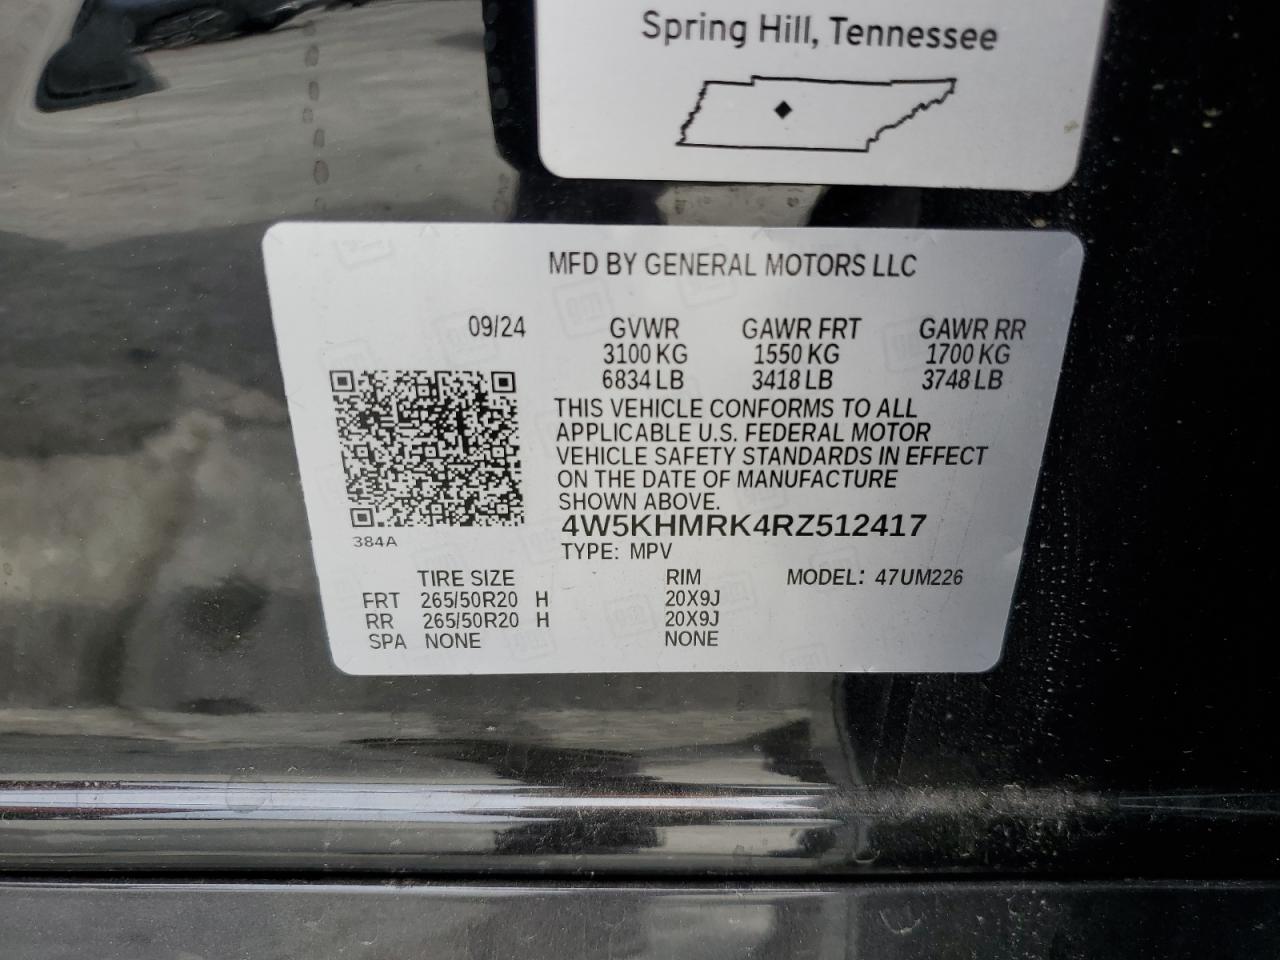 Spring Hill, Tennessee
MFD BY GENERAL MOTORS LLC
09/24 GVWR GAWR FRT GAWR RR
3100 KG 1550 KG 1700 KG
6834 LB 3418 LB 3748 LB
THIS VEHICLE CONFORMS TO ALL
APPLICABLE U.S. FEDERAL MOTOR
VEHICLE SAFETY STANDARDS IN EFFECT
ON THE DATE OF MANUFACTURE
SHOWN ABOVE.
4W5KHMRK4RZ512417
384A
TYPE: MPV
TIRE SIZE RIM MODEL: 47UM226
FRT 265/50R20 H 20X9J
RR 265/50R20 H 20X9J
SPA NONE NONE